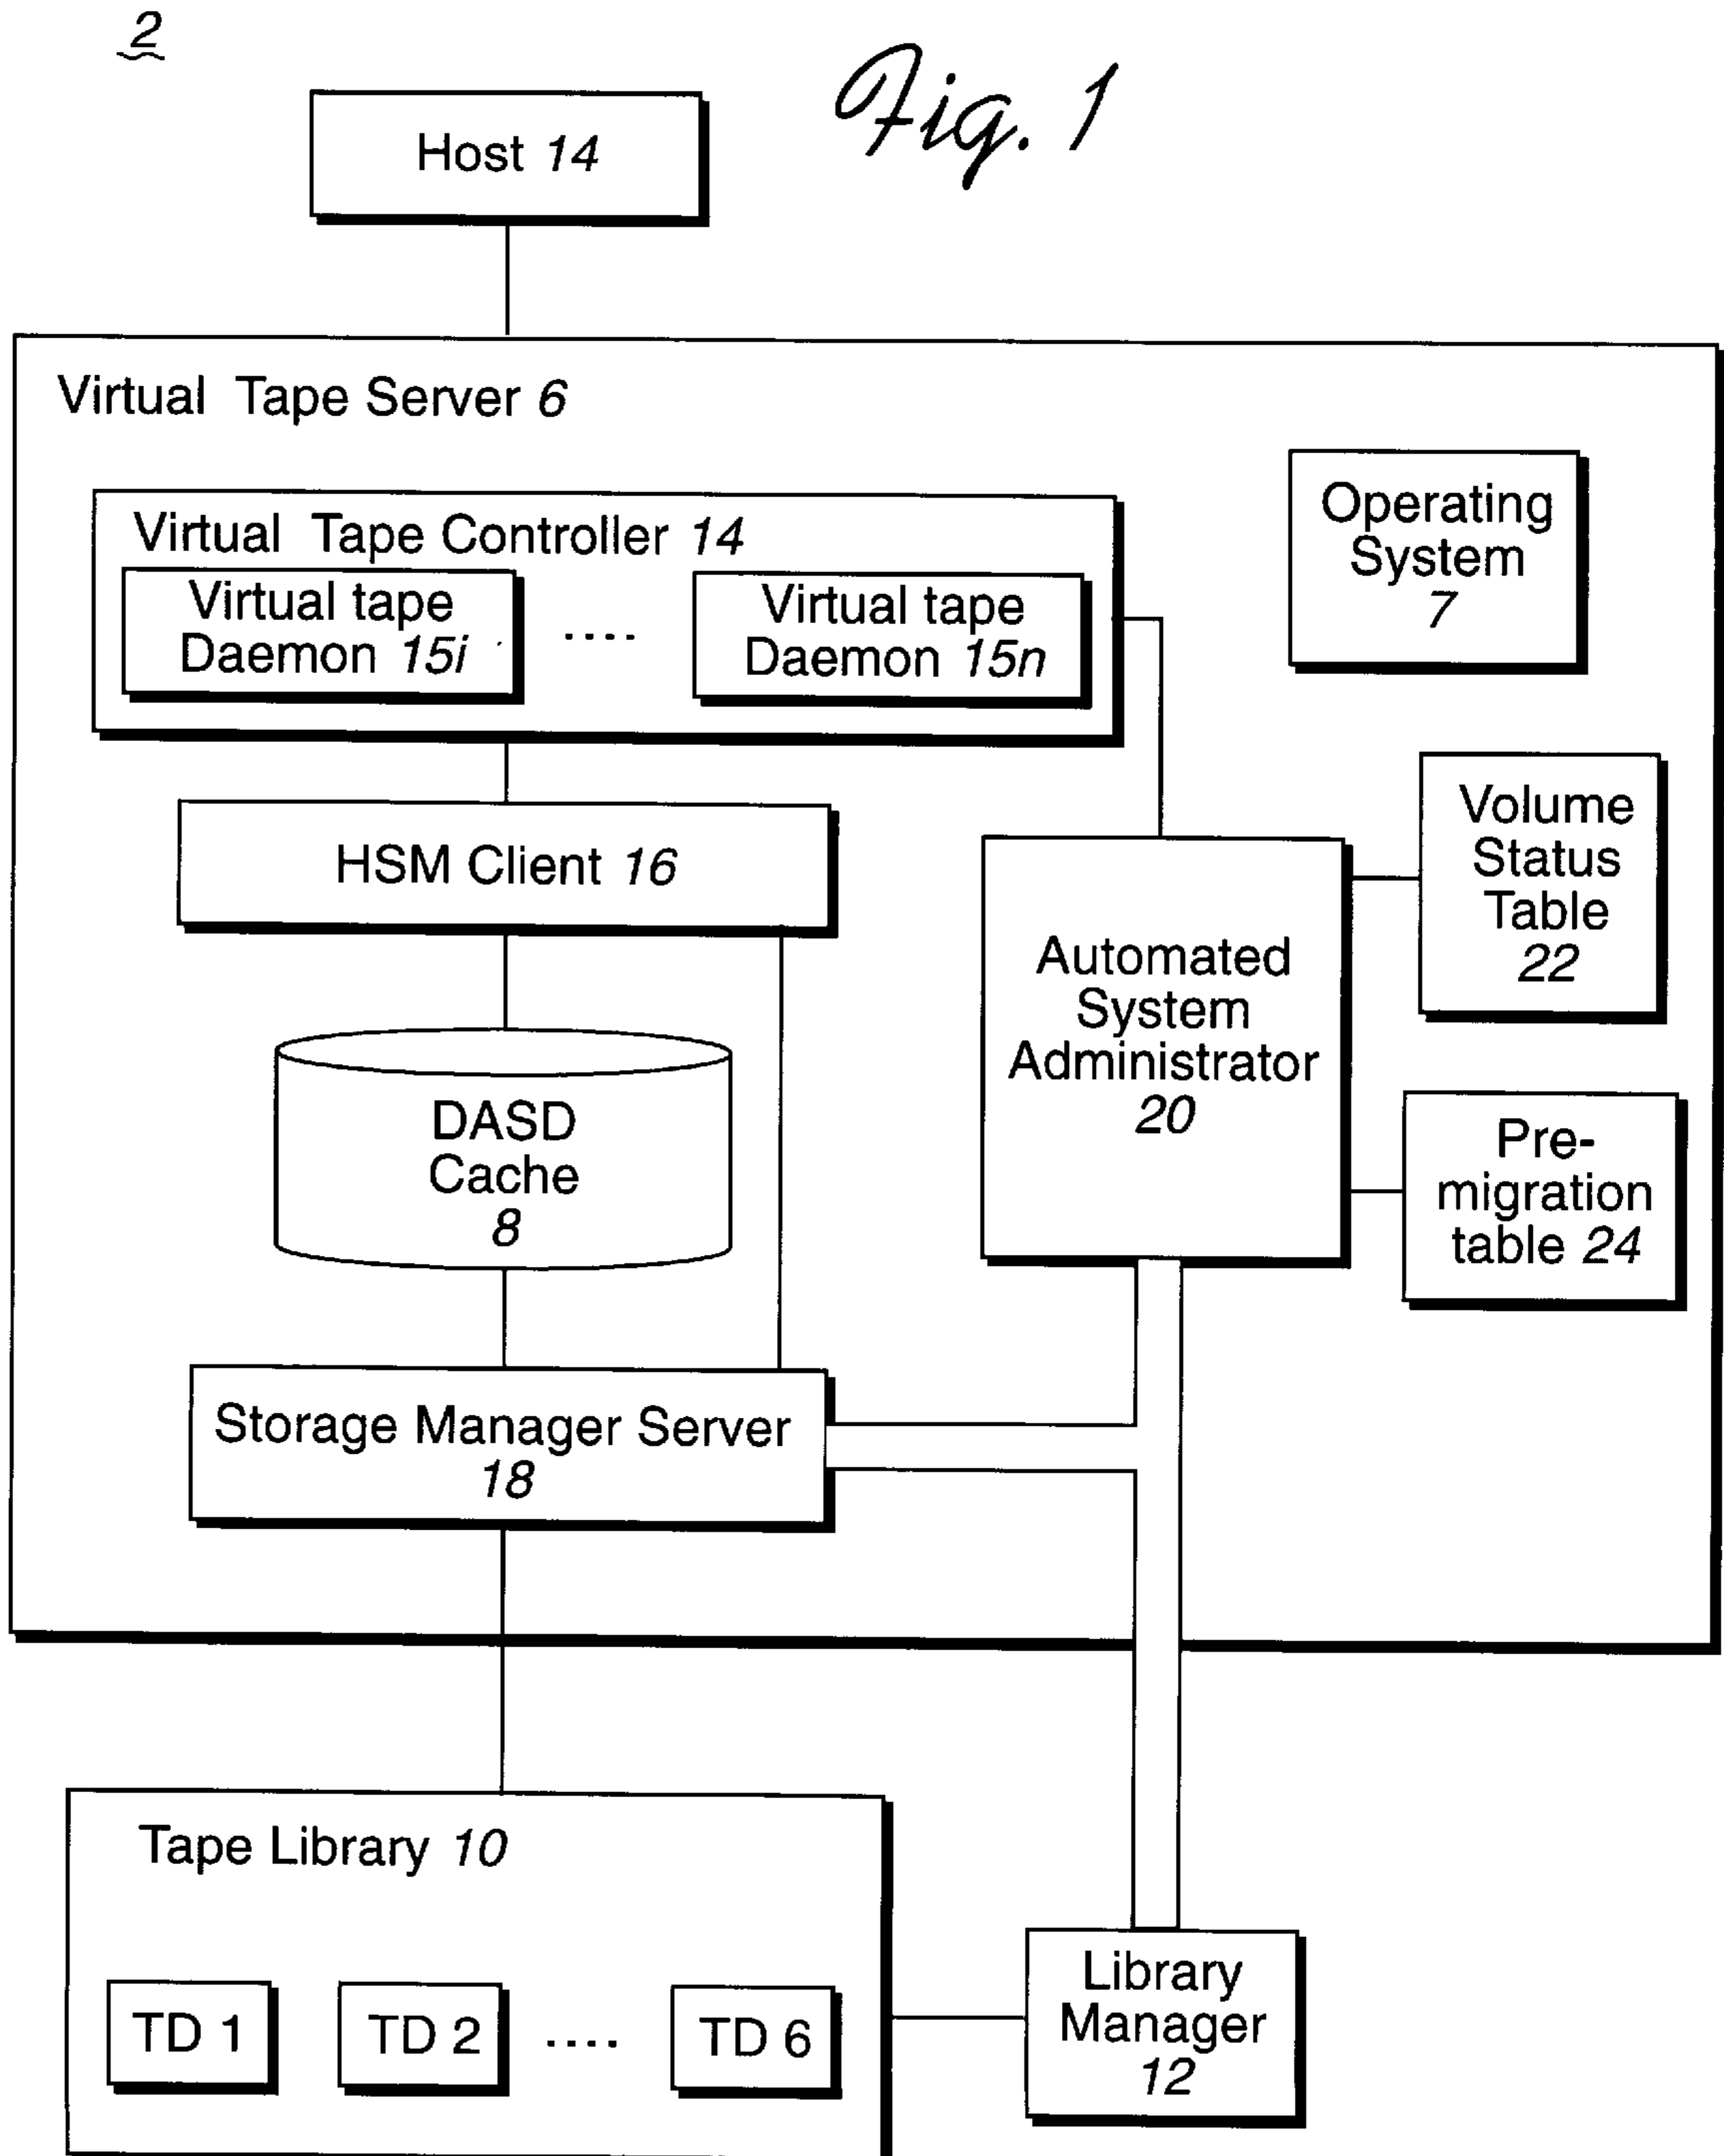 2
Fig. 1
Host 14
Virtual Tape Server 6
Operating
System
7
Virtual Tape Controller 14
Virtual tape
Daemon 15i
....
Virtual tape
Daemon 15n
HSM Client 16
Volume
Status
Table
22
Automated
System
Administrator
20
DASD
Cache
8
Pre-
migration
table 24
Storage Manager Server
18
Tape Library 10
TD 1
TD 2
....
TD 6
Library
Manager
12